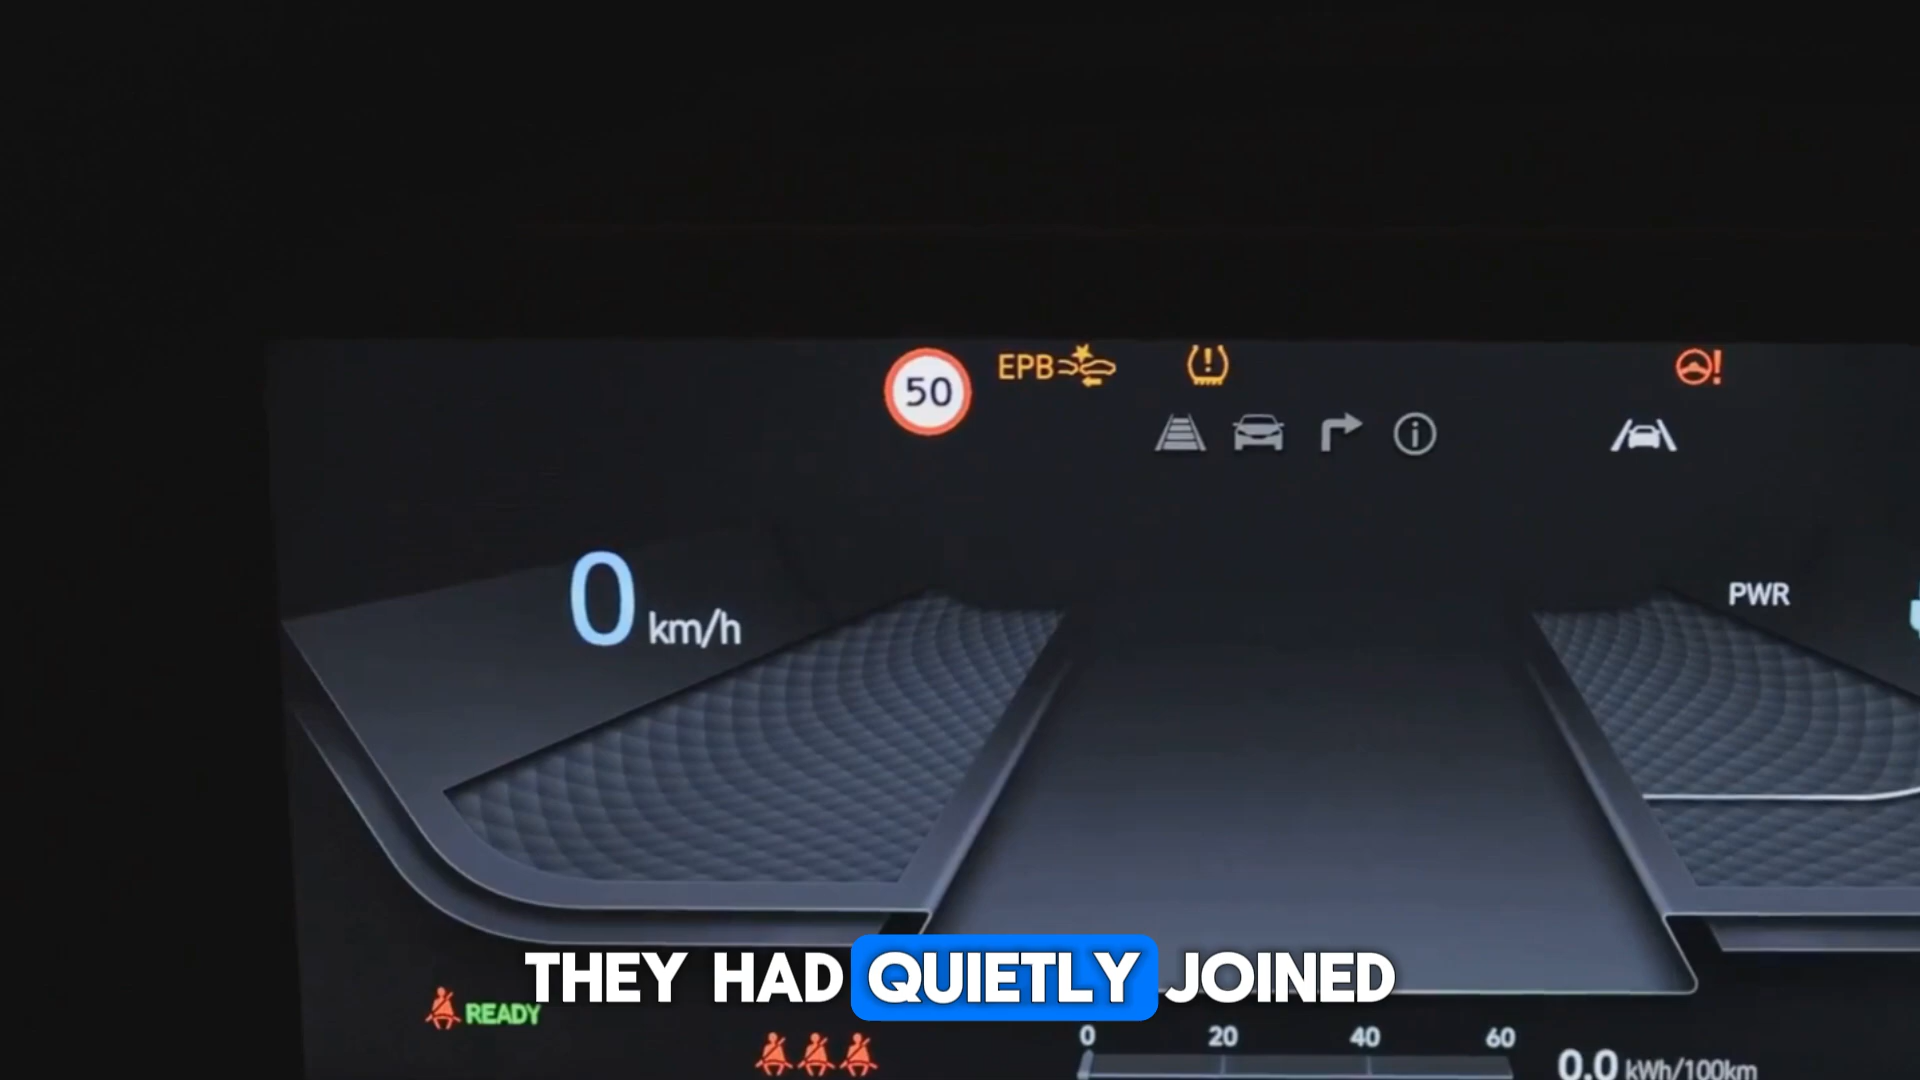 50
EPB
0 km/h
PWR
THEY HAD QUIETLY JOINED
READY
0 20 40 60
0.0 kWh/100km